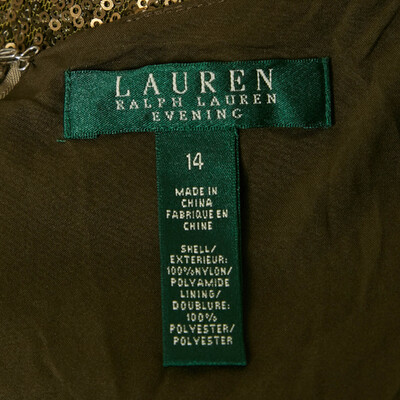 LAUREN
RALPH LAUREN
EVENING
14
MADE IN
CHINA
FABRIQUE EN
CHINE
SHELL/
EXTERIEUR:
100%NYLON/
POLYAMIDE
LINING/
DOUBLURE:
100%
POLYESTER/
POLYESTER